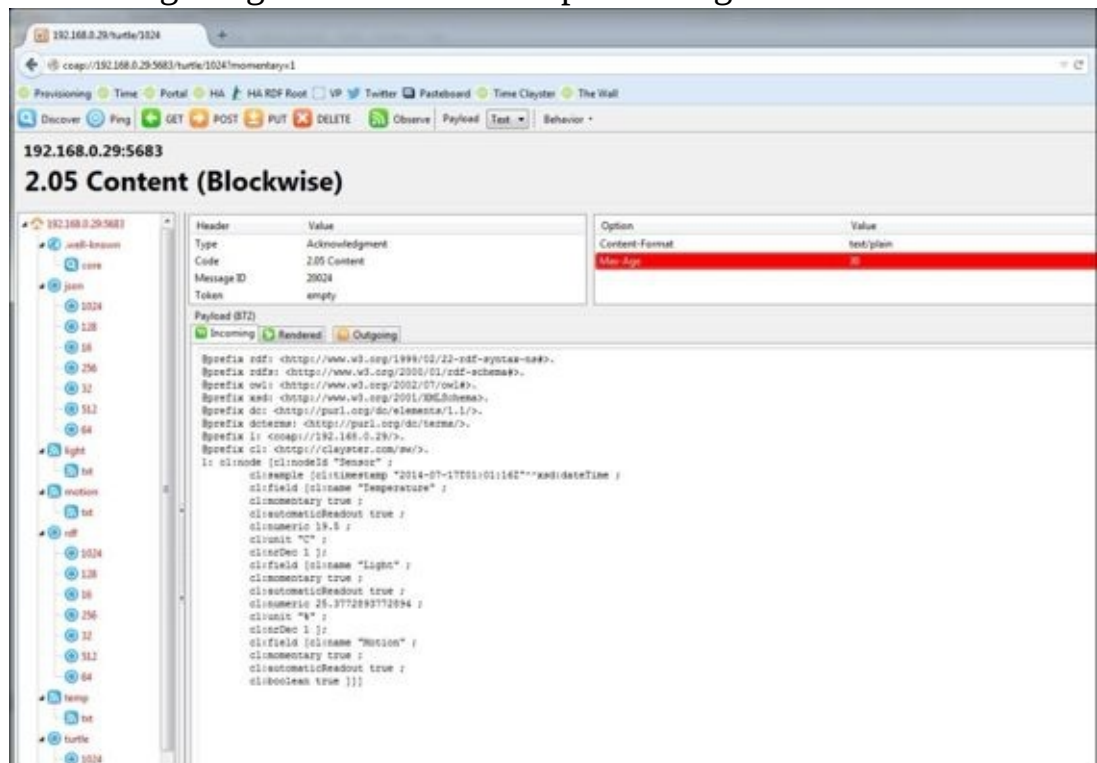 192.168.0.29/turtle/1024
coap://192.168.0.29:5683/turtle/1024?momentary=1
Provisioning Time Portal HA HA RDF Root VP Twitter Pasteboard Time Clayster The Wall
Discover Ping GET POST PUT DELETE Observe Payload Text Behavior
192.168.0.29:5683
2.05 Content (Blockwise)
192.168.0.29:5683
.well-known
core
json
1024
128
16
256
32
512
64
light
txt
motion
txt
rdf
1024
128
16
256
32
512
64
temp
txt
turtle
1024
Header Value
Type Acknowledgment
Code 2.05 Content
Message ID 20024
Token empty
Option Value
Content-Format text/plain
Max-Age 30
Payload (872)
Incoming Rendered Outgoing
@prefix rdf: <http://www.w3.org/1999/02/22-rdf-syntax-ns#>.
@prefix rdfs: <http://www.w3.org/2000/01/rdf-schema#>.
@prefix owl: <http://www.w3.org/2002/07/owl#>.
@prefix xsd: <http://www.w3.org/2001/XMLSchema>.
@prefix dc: <http://purl.org/dc/elements/1.1/>.
@prefix dcterms: <http://purl.org/dc/terms/>.
@prefix l: <coap://192.168.0.29/>.
@prefix cl: <http://clayster.com/sw/>.
l: cl:node [cl:nodeId "Sensor" ;
cl:sample [cl:timestamp "2014-07-17T01:01:16Z"^^xsd:dateTime ;
cl:field [cl:name "Temperature" ;
cl:momentary true ;
cl:automaticReadout true ;
cl:numeric 19.5 ;
cl:unit "C" ;
cl:nrDec 1 ];
cl:field [cl:name "Light" ;
cl:momentary true ;
cl:automaticReadout true ;
cl:numeric 25.3772893772894 ;
cl:unit "%" ;
cl:nrDec 1 ];
cl:field [cl:name "Motion" ;
cl:momentary true ;
cl:automaticReadout true ;
cl:boolean true ]]]